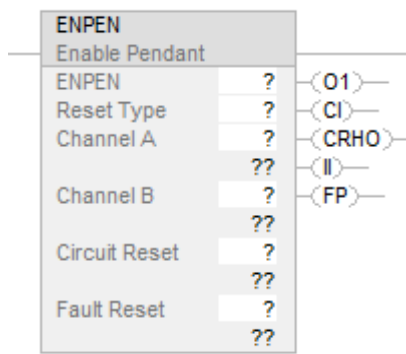 ENPEN
Enable Pendant
ENPEN ? O1
Reset Type ? CI
Channel A ? CRHO
?? II
Channel B ? FP
??
Circuit Reset ?
??
Fault Reset ?
??